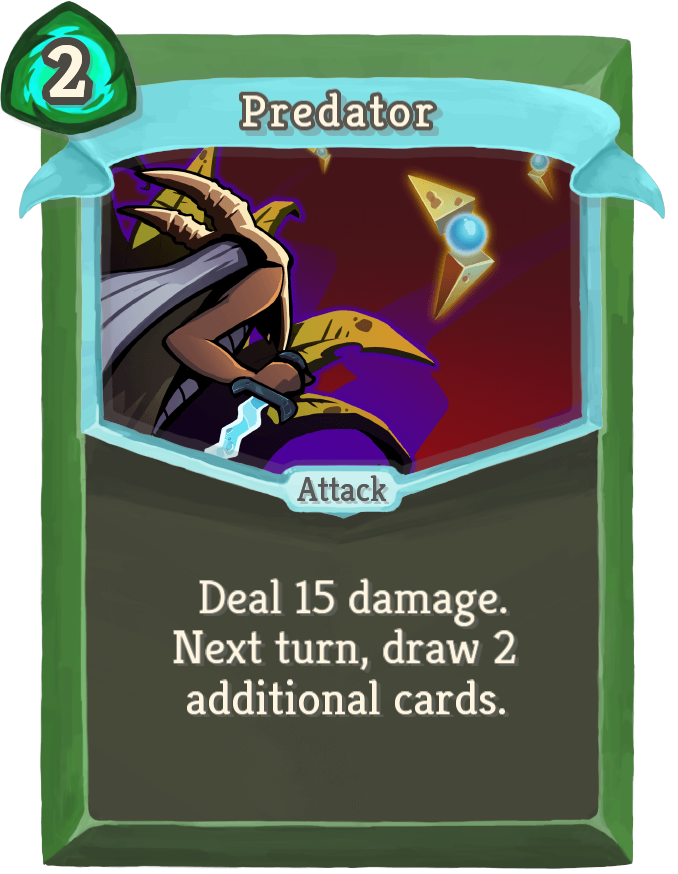 2
Predator
Attack
Deal 15 damage.
Next turn, draw 2
additional cards.